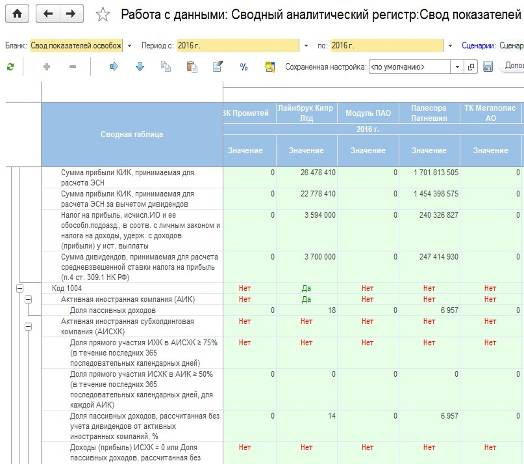 Работа с данными: Сводный аналитический регистр:Свод показателей
Бланк: Свод показателей освобож Период с: 2016 г. по: 2016 г. Сценарии: Сценар
% Сохраненная настройка: <по умолчанию> Допол
Сводная таблица
ЗК Прометей Лайнбрук Кипр Лтд Модуль ПАО Палесора Патнешия ТК Мегаполис АО
2016 г.
Значение Значение Значение Значение Значение
Сумма прибыли КИК, принимаемая для
расчета ЭСН 0 26 478 410 0 1 701 813 505 0
Сумма прибыли КИК, принимаемая для
расчета ЭСН за вычетом дивидендов 0 22 778 410 0 1 454 398 575 0
Налог на прибыль, исчисл.ИО и ее
обособл.подразд., в соотв. с личным законом и
налога на доходы, удерж. с доходов
(прибыли) у ист. выплаты 0 3 594 000 0 240 326 827 0
Сумма дивидендов, принимаемая для расчета
средневзвешенной ставки налога на прибыль
(п.4 ст. 309.1 НК РФ) 0 3 700 000 0 247 414 930 0
Код 1004 Нет Да Нет Нет Нет
Активная иностранная компания (АИК) Нет Да Нет Нет Нет
Доля пассивных доходов 0 18 0 6 957 0
Активная иностранная субхолдинговая
компания (АИСХК) Нет Нет Нет Нет Нет
Доля прямого участия ИХК в АИСХК ≥ 75%
(в течение последних 365
последовательных календарных дней) Нет Нет Нет Нет Нет
Доля прямого участия ИСХК в АИК ≥ 50%
(в течение последних 365
последовательных календарных дней, для
каждой АИК) 0 0 0 0 0
Доля пассивных доходов, рассчитанная без
учета дивидендов от активных
иностранных компаний, % 0 14 0 6.957 0
Доходы (прибыль) ИСХК = 0 или Доля
пассивных доходов, рассчитанная без Нет Нет Нет Нет Нет